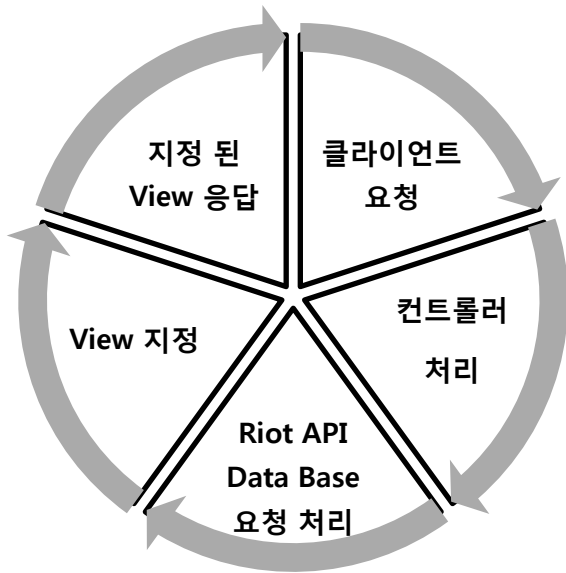 클라이언트
요청
컨트롤러
처리
Riot API
Data Base
요청 처리
View 지정
지정 된
View 응답